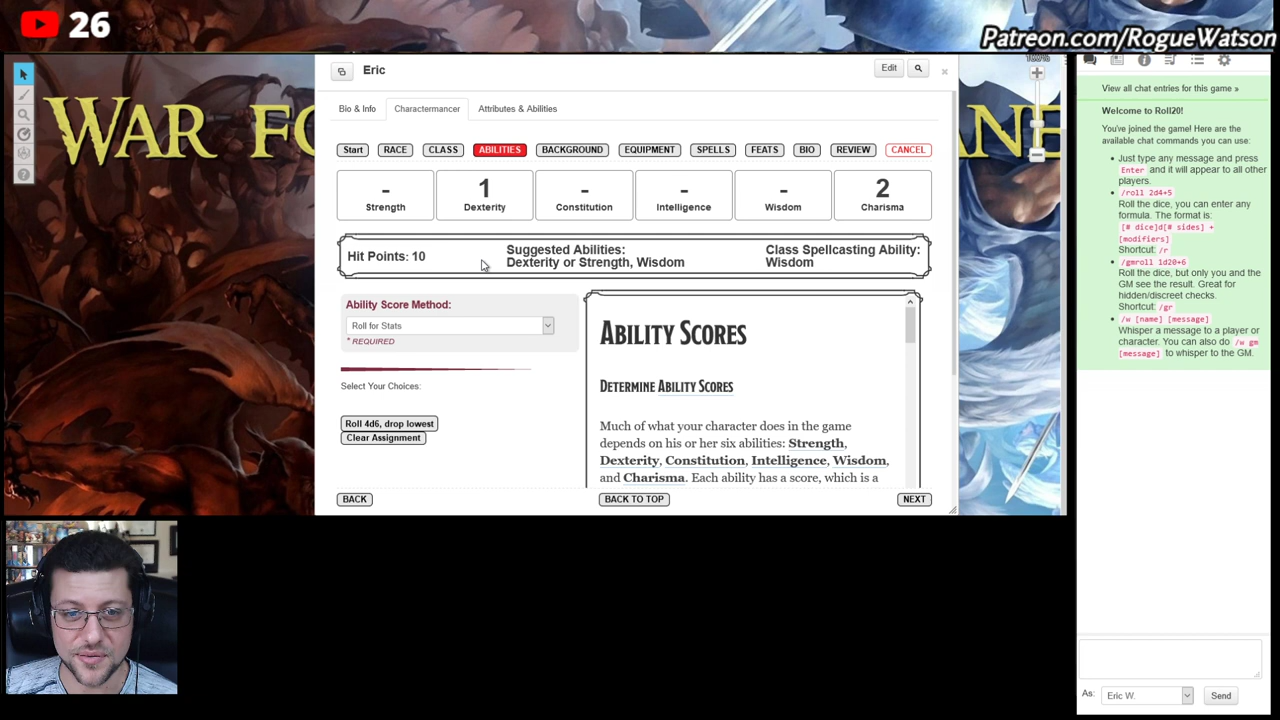 26
Patreon.com/RogueWatson
WAR FO
ANE
Eric
Edit
100%
Bio & Info
Charactermancer
Attributes & Abilities
Start
RACE
CLASS
ABILITIES
BACKGROUND
EQUIPMENT
SPELLS
FEATS
BIO
REVIEW
CANCEL
-
1
-
-
-
2
Strength
Dexterity
Constitution
Intelligence
Wisdom
Charisma
Hit Points: 10
Suggested Abilities:
Dexterity or Strength, Wisdom
Class Spellcasting Ability:
Wisdom
Ability Score Method:
Roll for Stats
* REQUIRED
Select Your Choices:
Roll 4d6, drop lowest
Clear Assignment
ABILITY SCORES
DETERMINE ABILITY SCORES
Much of what your character does in the game
depends on his or her six abilities: Strength,
Dexterity, Constitution, Intelligence, Wisdom,
and Charisma. Each ability has a score, which is a
BACK
BACK TO TOP
NEXT
View all chat entries for this game »
Welcome to Roll20!
You've joined the game! Here are the
available chat commands you can use:
• Just type any message and press
Enter and it will appear to all other
players.
• /roll 2d4+5
Roll the dice, you can enter any
formula. The format is:
[# dice]d[# sides] +
[modifiers]
Shortcut: /r
• /gmroll 1d20+6
Roll the dice, but only you and the
GM see the result. Great for
hidden/discreet checks.
Shortcut: /gr
• /w [name] [message]
Whisper a message to a player or
character. You can also do /w gm
[message] to whisper to the GM.
As:
Eric W.
Send